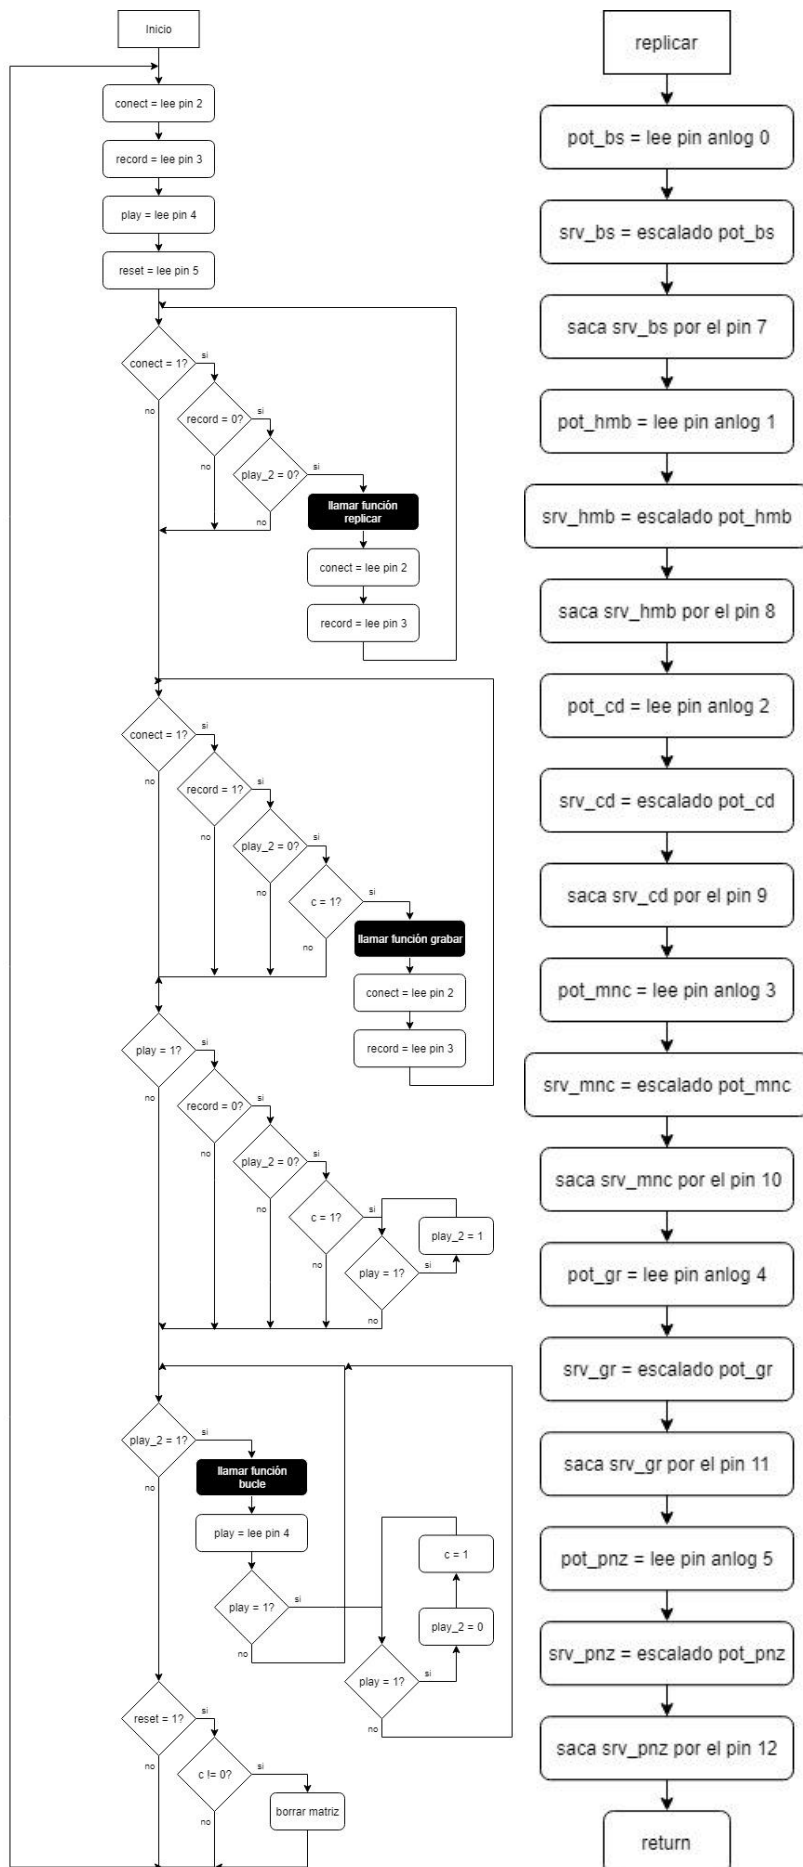 Inicio
conect = lee pin 2
record = lee pin 3
play = lee pin 4
reset = lee pin 5
conect = 1?
si
no
record = 0?
si
no
play_2 = 0?
si
no
llamar función
replicar
conect = lee pin 2
record = lee pin 3
conect = 1?
si
no
record = 1?
si
no
play_2 = 0?
si
no
c = 1?
si
no
llamar función grabar
conect = lee pin 2
record = lee pin 3
play = 1?
si
no
record = 0?
si
no
play_2 = 0?
si
no
c = 1?
si
no
play_2 = 1
play = 1?
si
no
play_2 = 1?
si
no
llamar función
bucle
play = lee pin 4
play = 1?
si
no
c = 1
play_2 = 0
play = 1?
si
no
reset = 1?
si
no
c != 0?
si
no
borrar matriz
replicar
pot_bs = lee pin anlog 0
srv_bs = escalado pot_bs
saca srv_bs por el pin 7
pot_hmb = lee pin anlog 1
srv_hmb = escalado pot_hmb
saca srv_hmb por el pin 8
pot_cd = lee pin anlog 2
srv_cd = escalado pot_cd
saca srv_cd por el pin 9
pot_mnc = lee pin anlog 3
srv_mnc = escalado pot_mnc
saca srv_mnc por el pin 10
pot_gr = lee pin anlog 4
srv_gr = escalado pot_gr
saca srv_gr por el pin 11
pot_pnz = lee pin anlog 5
srv_pnz = escalado pot_pnz
saca srv_pnz por el pin 12
return